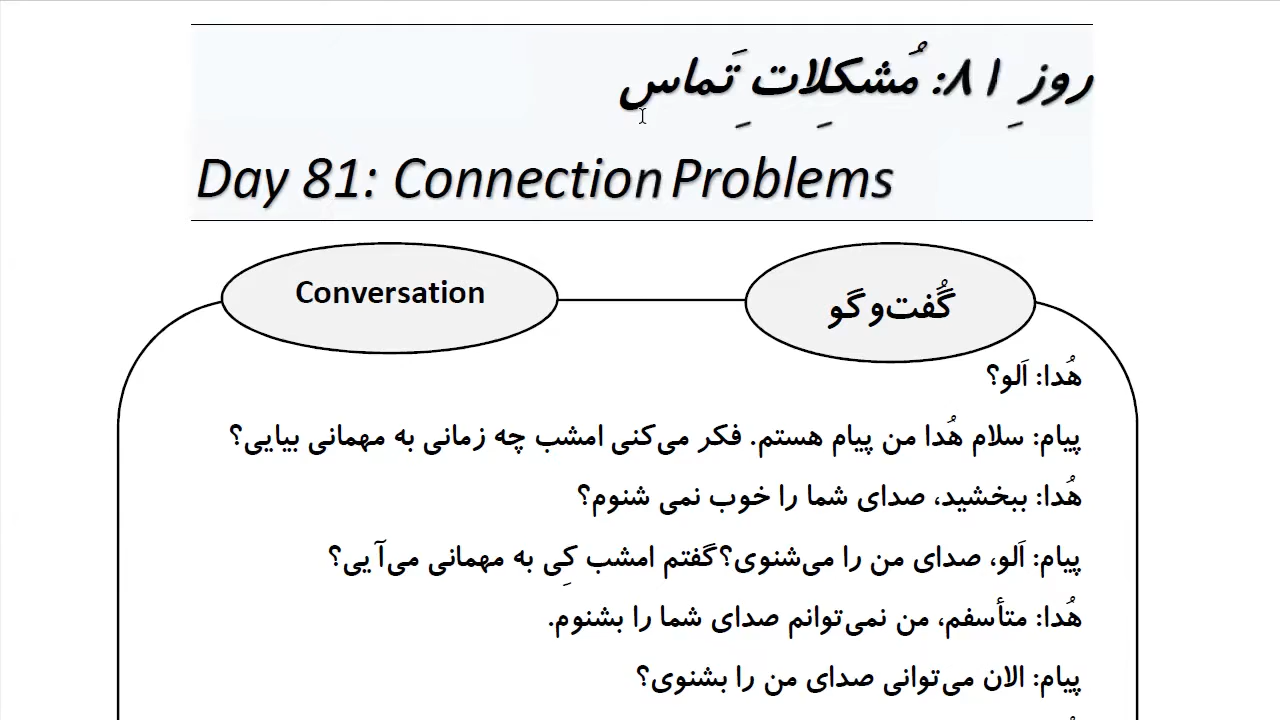 روزِ ۸۱: مُشکِلات تَماس
Day 81: Connection Problems
Conversation
گُفت‌و‌گو
هُدا: اَلو؟
پیام: سلام هُدا من پیام هستم. فکر می‌کنی امشب چه زمانی به مهمانی بیایی؟
هُدا: ببخشید، صدای شما را خوب نمی شنوم؟
پیام: اَلو، صدای من را می‌شنوی؟گفتم امشب کِی به مهمانی می‌آیی؟
هُدا: متأسفم، من نمی‌توانم صدای شما را بشنوم.
پیام: الان می‌توانی صدای من را بشنوی؟